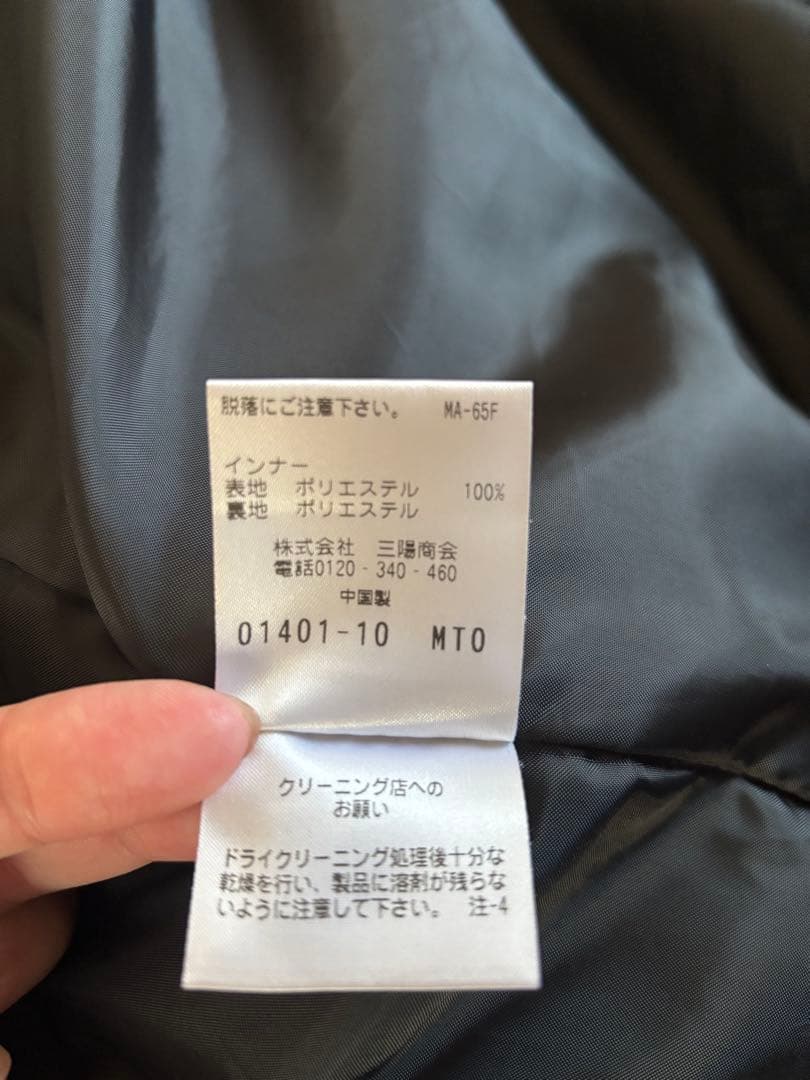 脱落にご注意下さい。 MA-65F
インナー
表地 ポリエステル 100%
裏地 ポリエステル
株式会社 三陽商会
電話0120-340-460
中国製
01401-10 MTO
クリーニング店への
お願い
ドライクリーニング処理後十分な
乾燥を行い、製品に溶剤が残らな
いように注意して下さい。 注-4